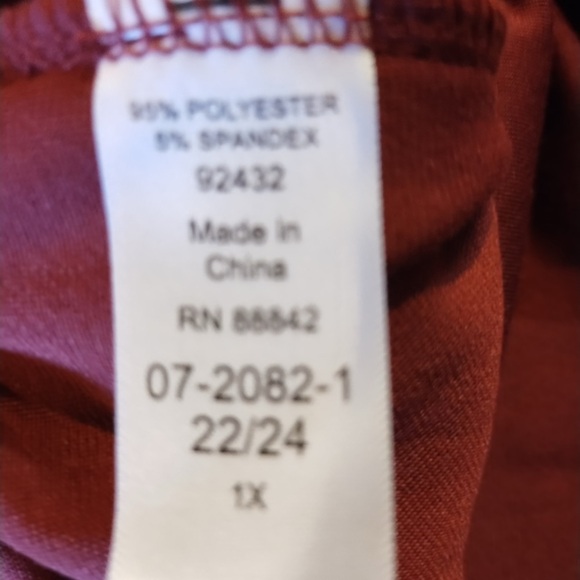 95% POLYESTER
5% SPANDEX
92432
Made in
China
RN 88842
07-2082-1
22/24
1X